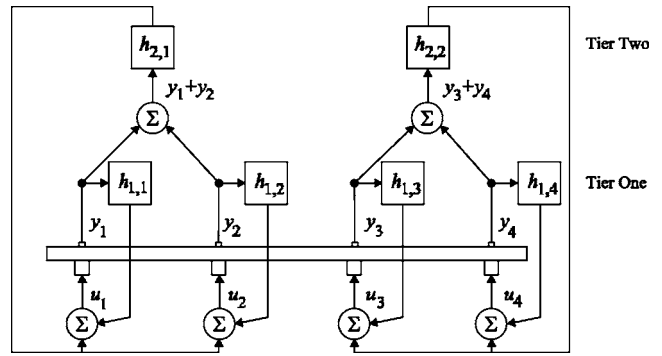 h2,1
h2,2
Tier Two
y1+y2
y3+y4
Σ
Σ
h1,1
h1,2
h1,3
h1,4
Tier One
y1
y2
y3
y4
u1
u2
u3
u4
Σ
Σ
Σ
Σ